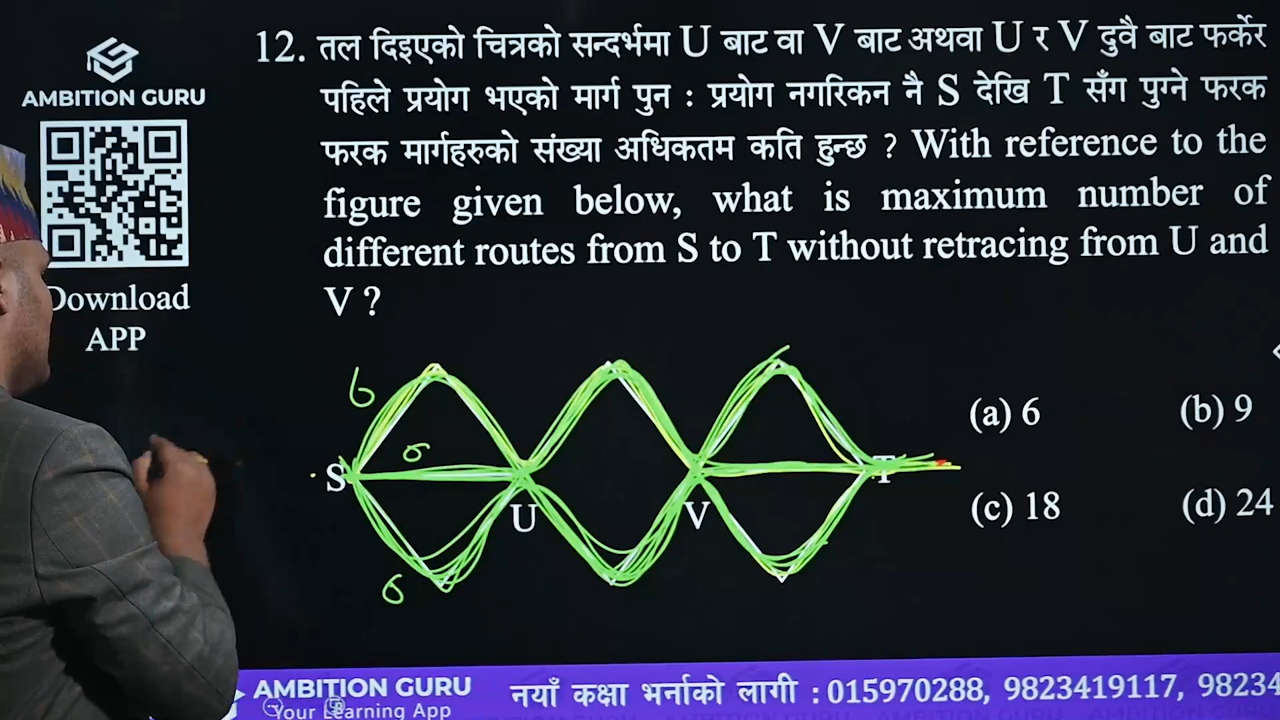 AMBITION GURU
Download
APP
12. तल दिइएको चित्रको सन्दर्भमा U बाट वा V बाट अथवा U र V दुवै बाट फर्केर
पहिले प्रयोग भएको मार्ग पुन : प्रयोग नगरिकन नै S देखि T सँग पुग्ने फरक
फरक मार्गहरुको संख्या अधिकतम कति हुन्छ ? With reference to the
figure given below, what is maximum number of
different routes from S to T without retracing from U and
V ?
6
6
6
S
U
V
T
(a) 6 (b) 9
(c) 18 (d) 24
AMBITION GURU
Your Learning App
नयाँ कक्षा भर्नाको लागी : 015970288, 9823419117, 9823